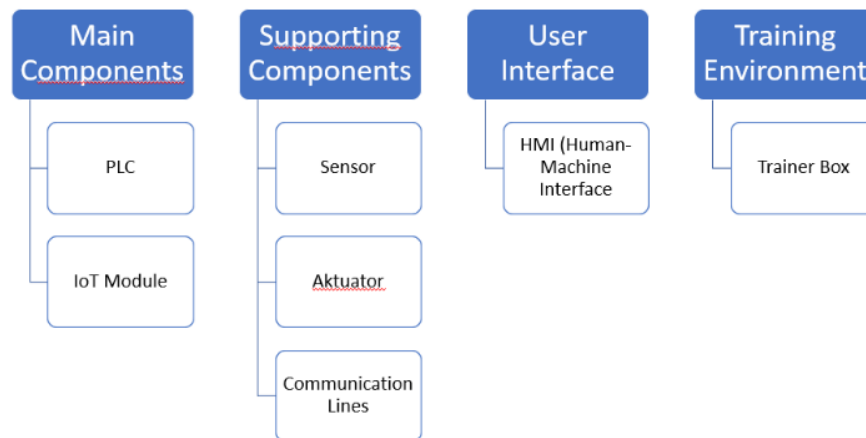 Main
Components
PLC
IoT Module
Supporting
Components
Sensor
Aktuator
Communication
Lines
User
Interface
HMI (Human-
Machine
Interface
Training
Environment
Trainer Box